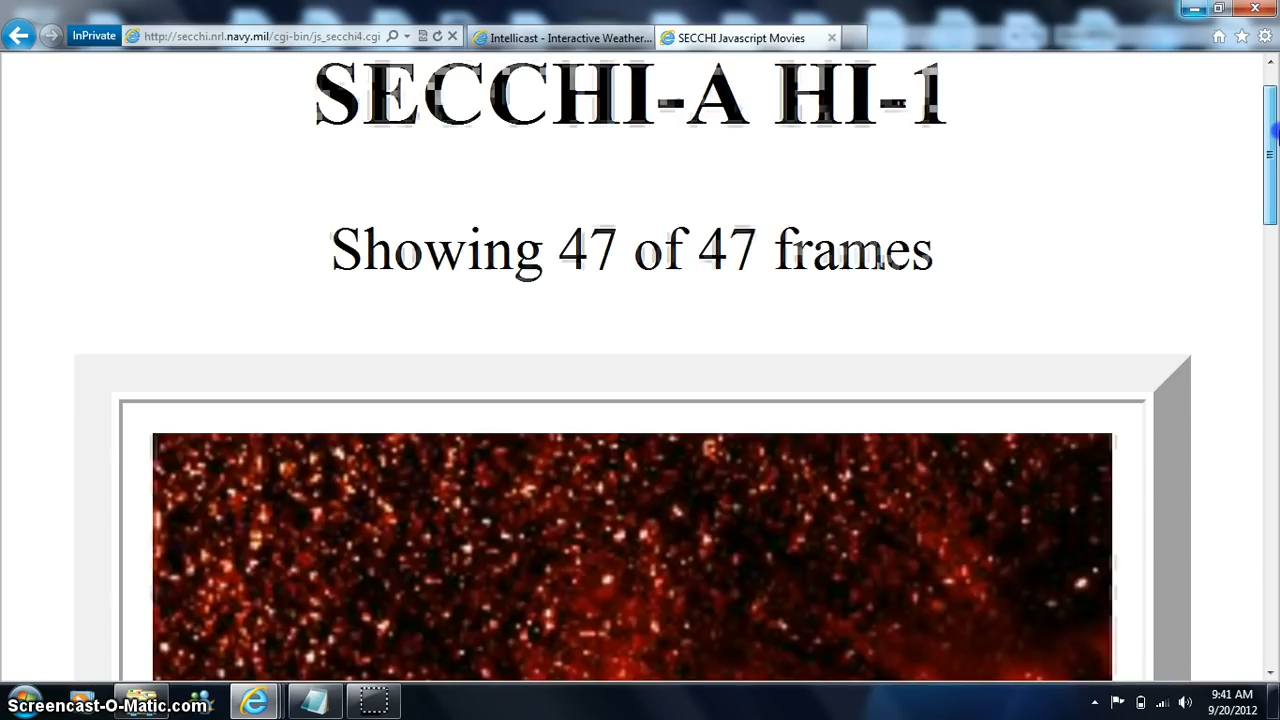 InPrivate
http://secchi.nrl.navy.mil/cgi-bin/js_secchi4.cgi
Intellicast - Interactive Weather...
SECCHI Javascript Movies
SECCHI-A HI-1
Showing 47 of 47 frames
Screencast-O-Matic.com
9:41 AM
9/20/2012